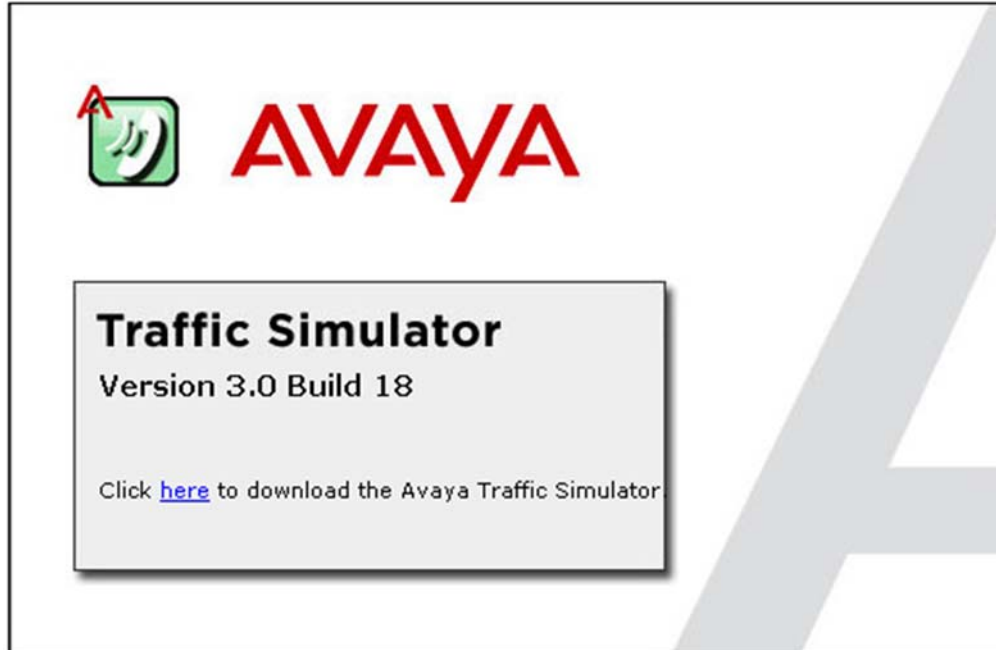 A
AVAYA
Traffic Simulator
Version 3.0 Build 18
Click here to download the Avaya Traffic Simulator.